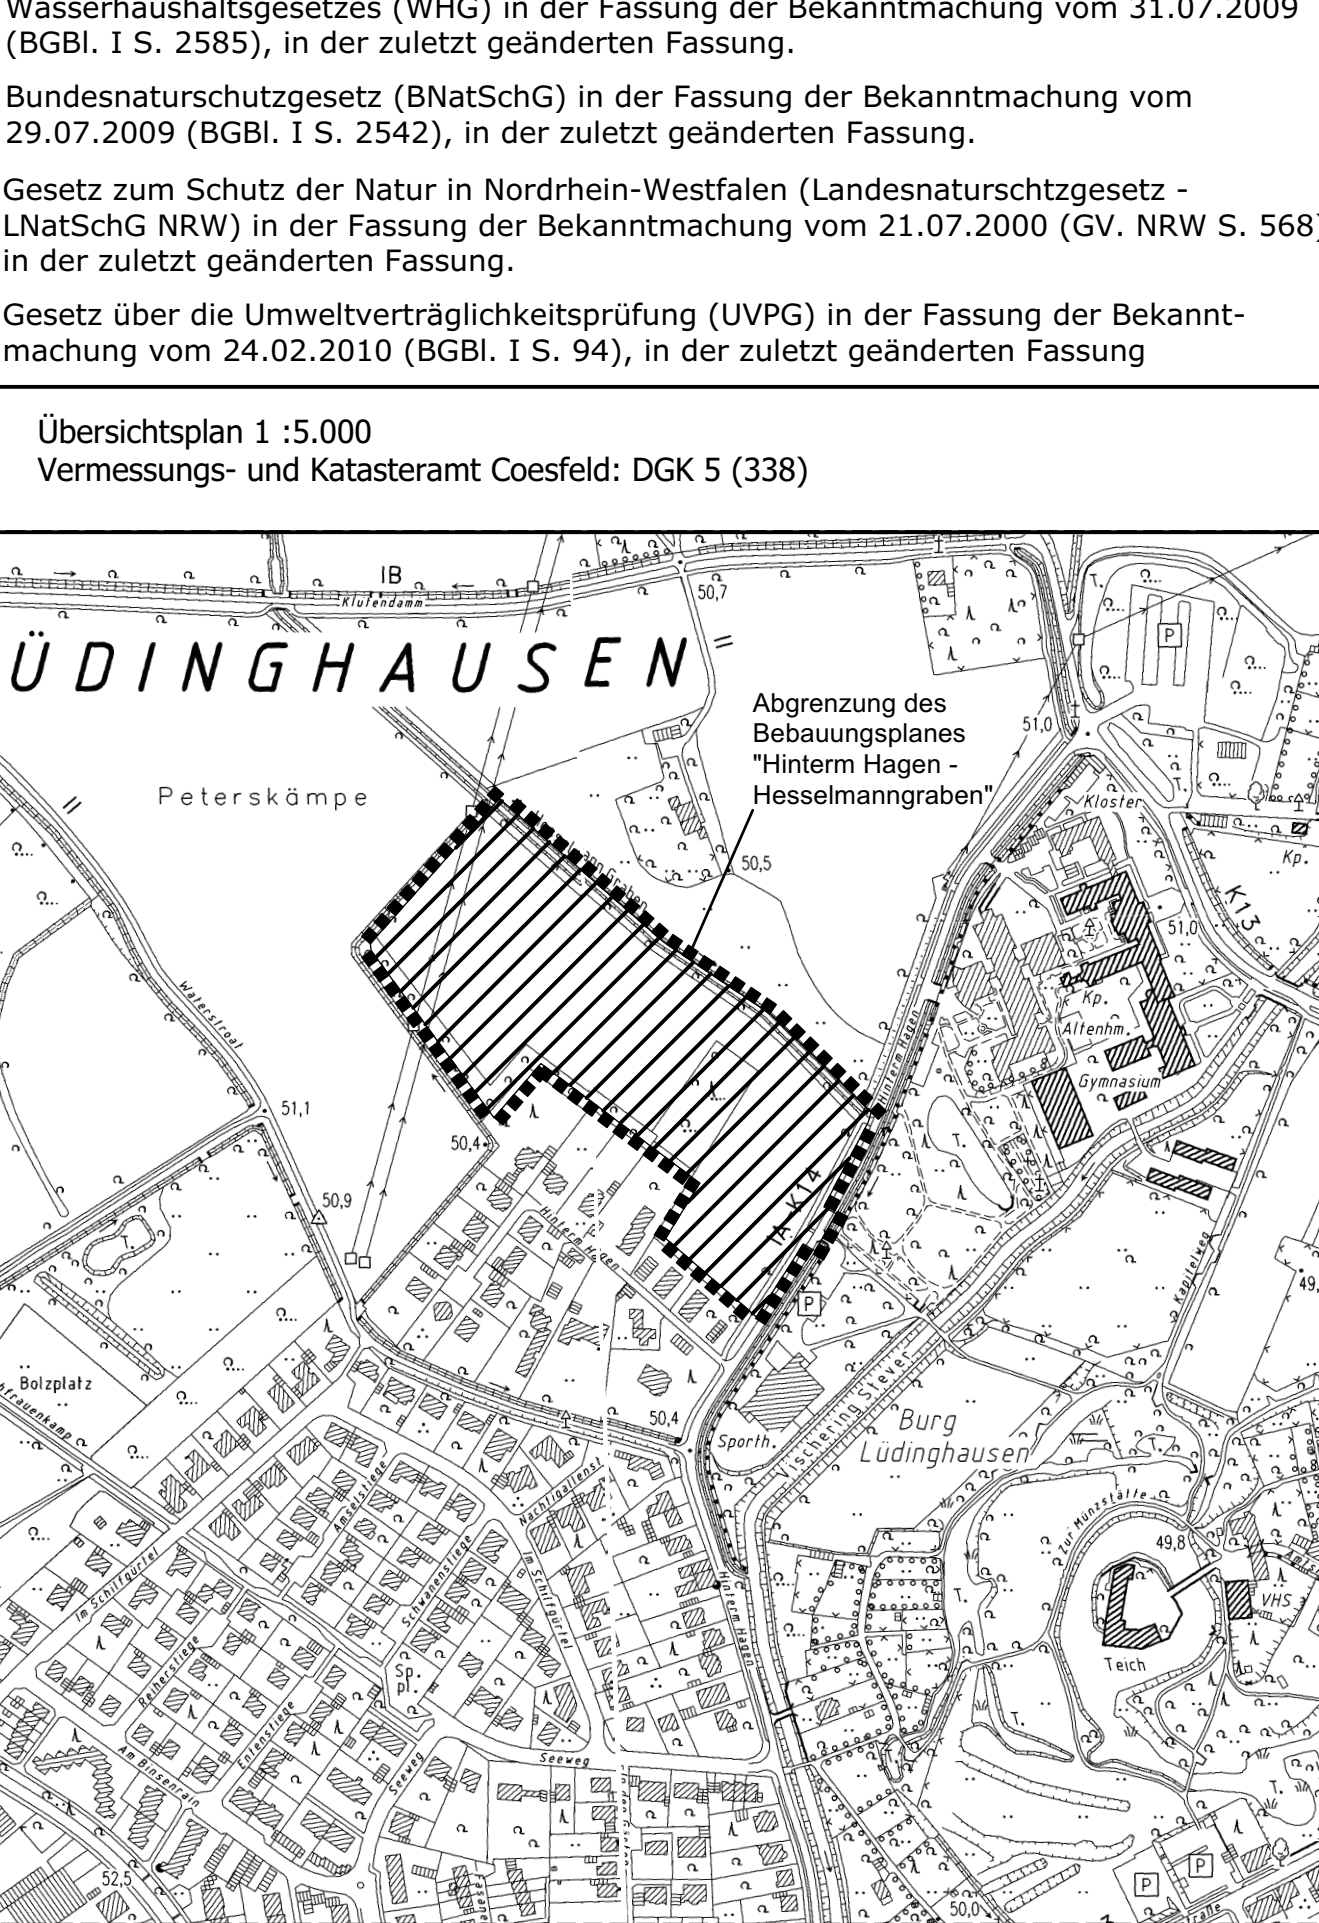 Wasserhaushaltsgesetzes (WHG) in der Fassung der Bekanntmachung vom 31.07.2009
(BGBl. I S. 2585), in der zuletzt geänderten Fassung.
Bundesnaturschutzgesetz (BNatSchG) in der Fassung der Bekanntmachung vom
29.07.2009 (BGBl. I S. 2542), in der zuletzt geänderten Fassung.
Gesetz zum Schutz der Natur in Nordrhein-Westfalen (Landesnaturschtzgesetz -
LNatSchG NRW) in der Fassung der Bekanntmachung vom 21.07.2000 (GV. NRW S. 568)
in der zuletzt geänderten Fassung.
Gesetz über die Umweltverträglichkeitsprüfung (UVPG) in der Fassung der Bekannt-
machung vom 24.02.2010 (BGBl. I S. 94), in der zuletzt geänderten Fassung
Übersichtsplan 1 :5.000
Vermessungs- und Katasteramt Coesfeld: DGK 5 (338)
IB
Klutendamm
50,7
P
T.
ÜDINGHAUSEN
Abgrenzung des
Bebauungsplanes
"Hinterm Hagen -
Hesselmanngraben"
51,0
T.
Peterskämpe
Kloster
Kp.
50,5
K13
51,0
Waterstroat
Kp.
Hinterm Hagen
Altenhm.
Gymnasium
51,1
T.
50,4
IA K14
50,9
Hinterm Hagen
T.
Kapitelweg
49,
P
Bolzplatz
frauenkamp
50,4
Sporth.
Vischering Stever
Burg
Lüdinghausen
Nachtigallenst
Amselstiege
Zur Münzstätte
49,8
Schwanenstiege
Im Schilfgürtel
Im Schilfgürtel
Hinterm Hagen
T.
VHS
Teich
Reiherstiege
Sp.
pl.
Entenstiege
T.
Am Binsenrain
Seeweg
Seeweg
T.
52,5
P
P
Fasane
50,0
raße